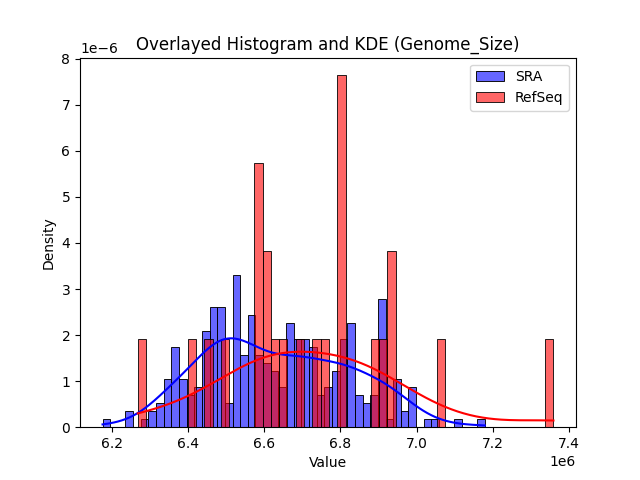 Overlayed Histogram and KDE (Genome_Size)
1e−6
8
7
6
5
4
3
2
1
0
Density
SRA
RefSeq
6.2 6.4 6.6 6.8 7.0 7.2 7.4
1e6
Value